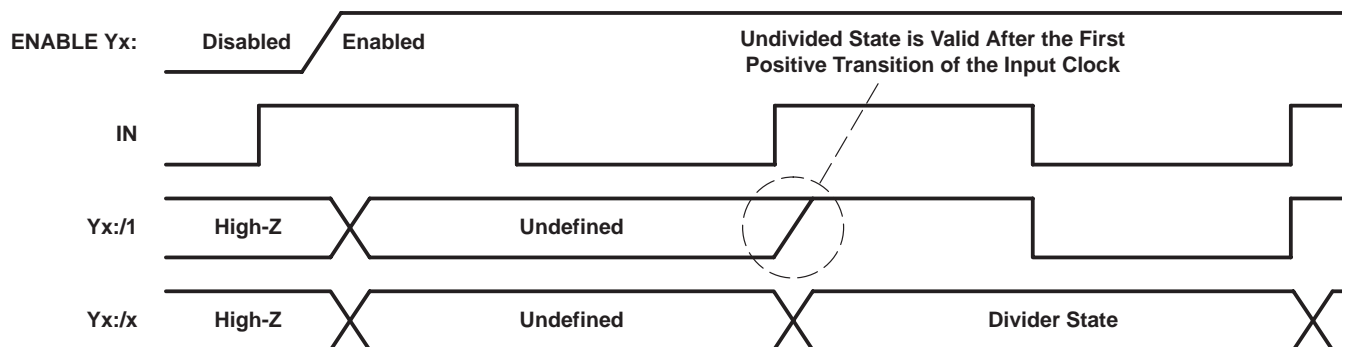 ENABLE Yx: Disabled Enabled
Undivided State is Valid After the First
Positive Transition of the Input Clock
IN
Yx:/1 High-Z Undefined
Yx:/x High-Z Undefined Divider State